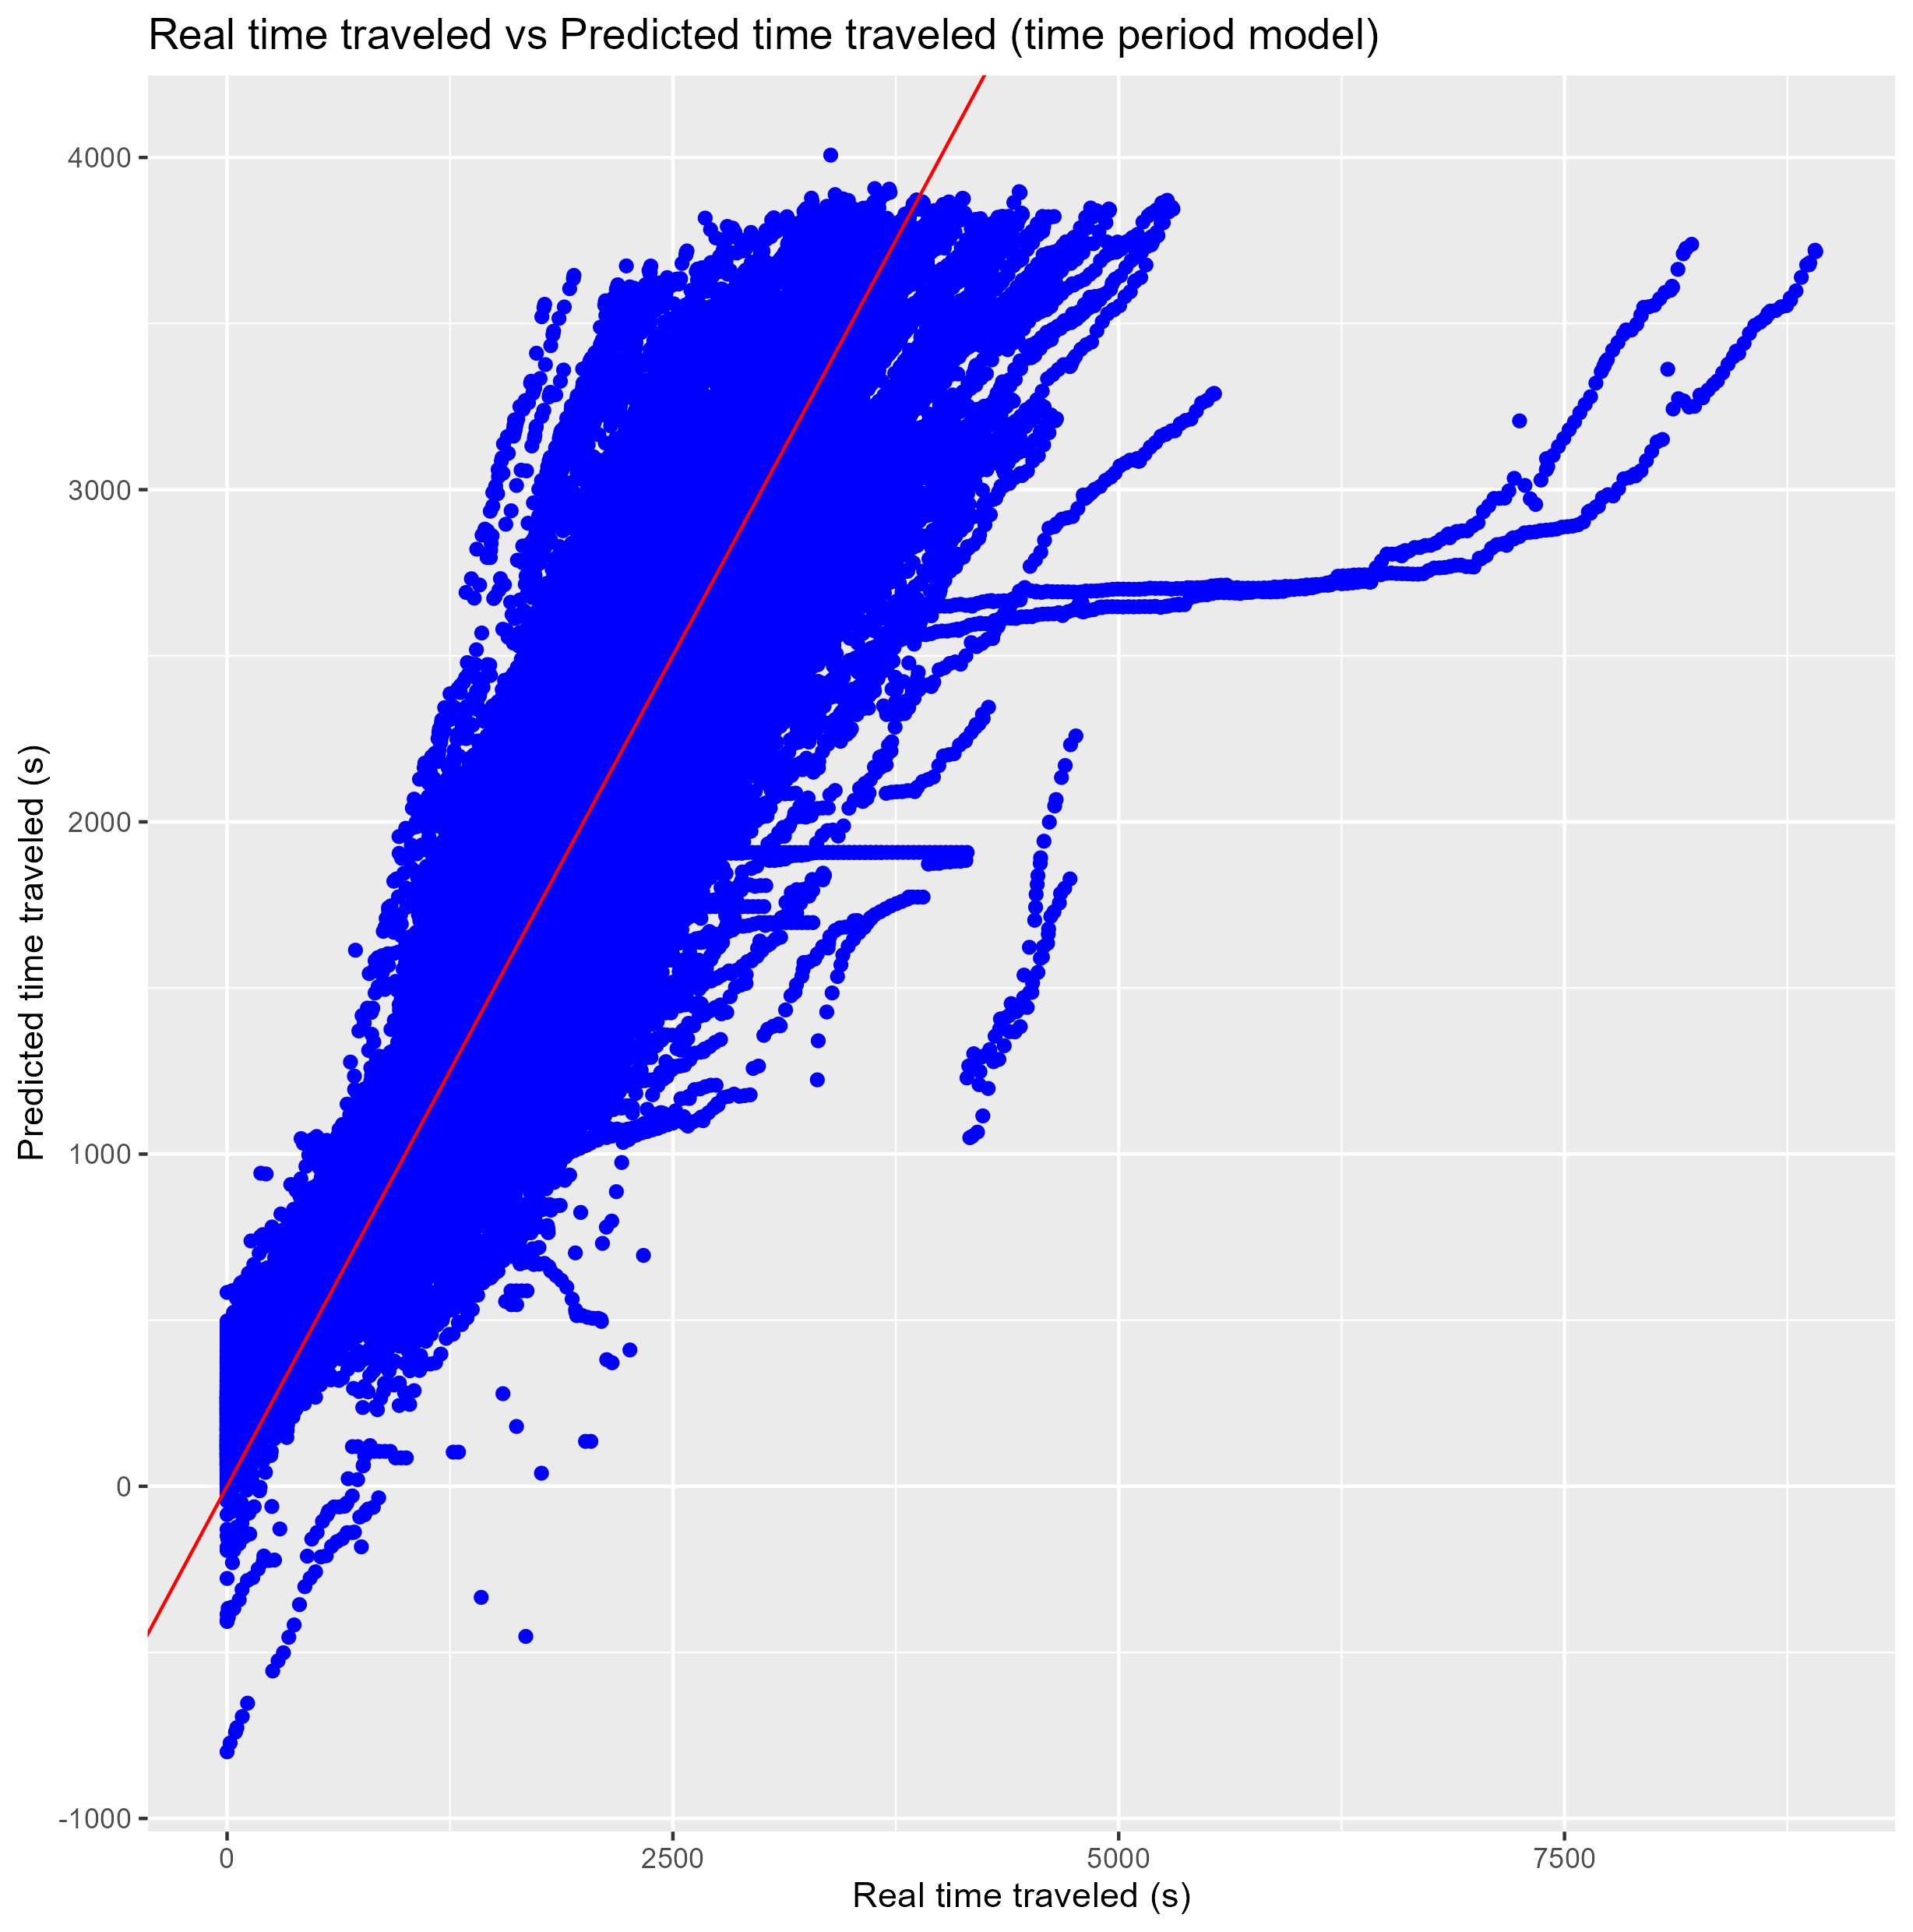 Real time traveled vs Predicted time traveled (time period model)
Predicted time traveled (s)
4000
3000
2000
1000
0
-1000
0 2500 5000 7500
Real time traveled (s)